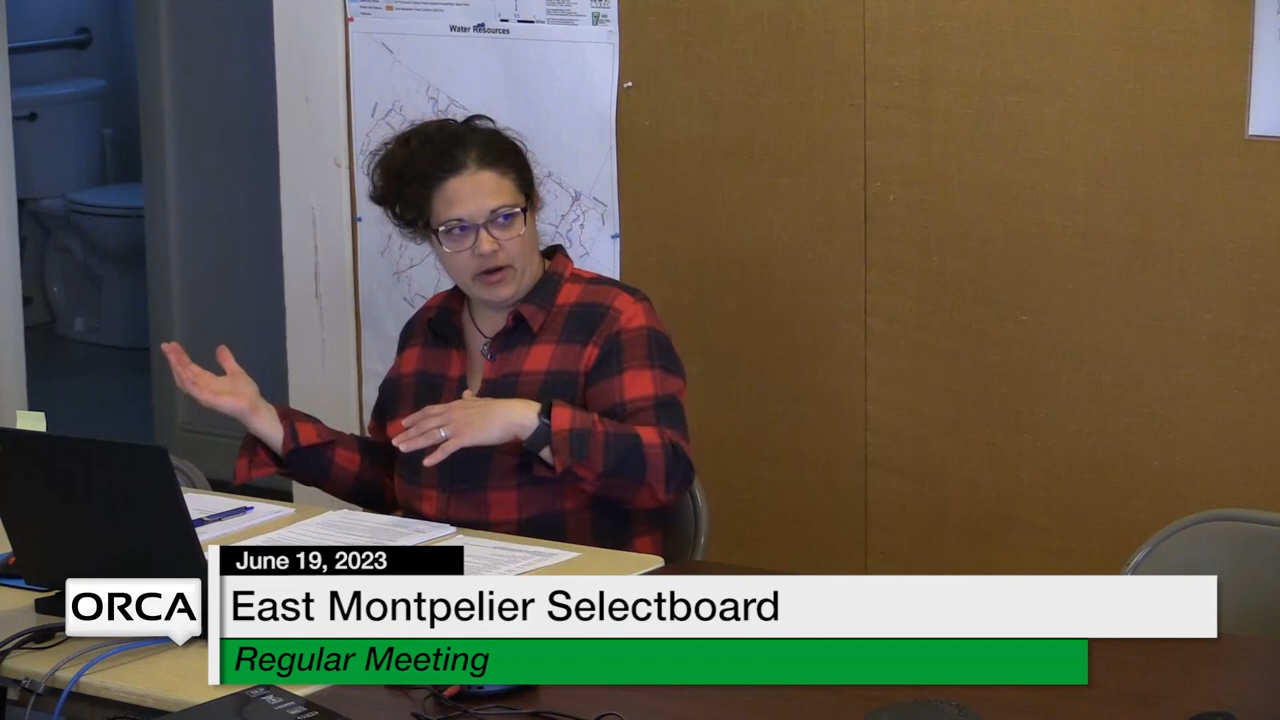 Water Resources
June 19, 2023
ORCA
East Montpelier Selectboard
Regular Meeting